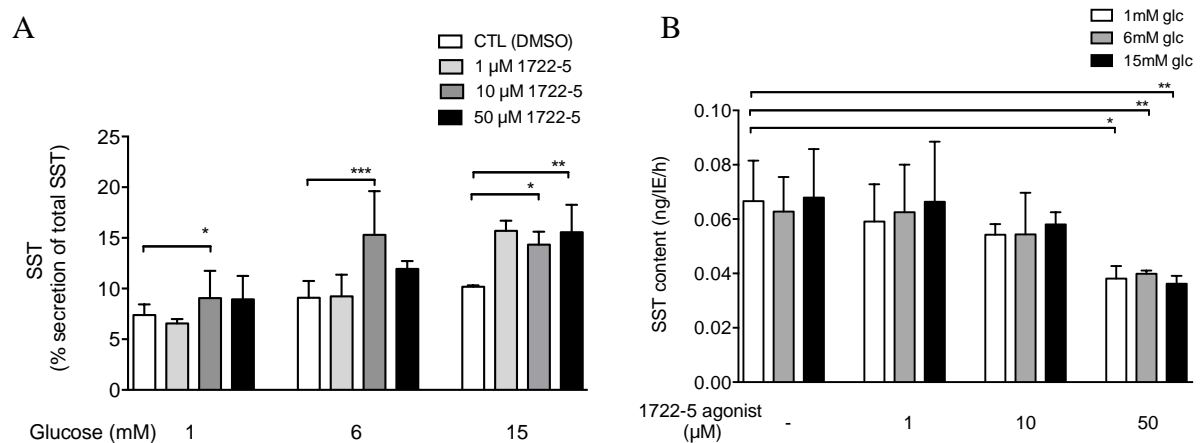 A
CTL (DMSO)
1 µM 1722-5
10 µM 1722-5
50 µM 1722-5
SST
(% secretion of total SST)
25
20
15
10
5
0
*
***
*
**
Glucose (mM)
1
6
15
B
1mM glc
6mM glc
15mM glc
**
**
*
SST content (ng/IE/h)
0.10
0.08
0.06
0.04
0.02
0.00
1722-5 agonist
(µM)
-
1
10
50